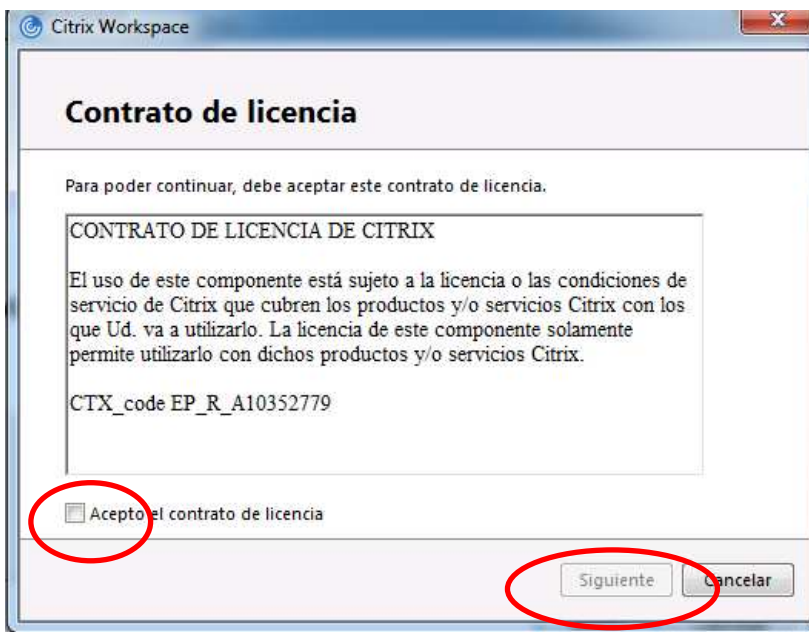 Citrix Workspace
Contrato de licencia
Para poder continuar, debe aceptar este contrato de licencia.
CONTRATO DE LICENCIA DE CITRIX
El uso de este componente está sujeto a la licencia o las condiciones de
servicio de Citrix que cubren los productos y/o servicios Citrix con los
que Ud. va a utilizarlo. La licencia de este componente solamente
permite utilizarlo con dichos productos y/o servicios Citrix.
CTX_code EP_R_A10352779
Acepto el contrato de licencia
Siguiente Cancelar